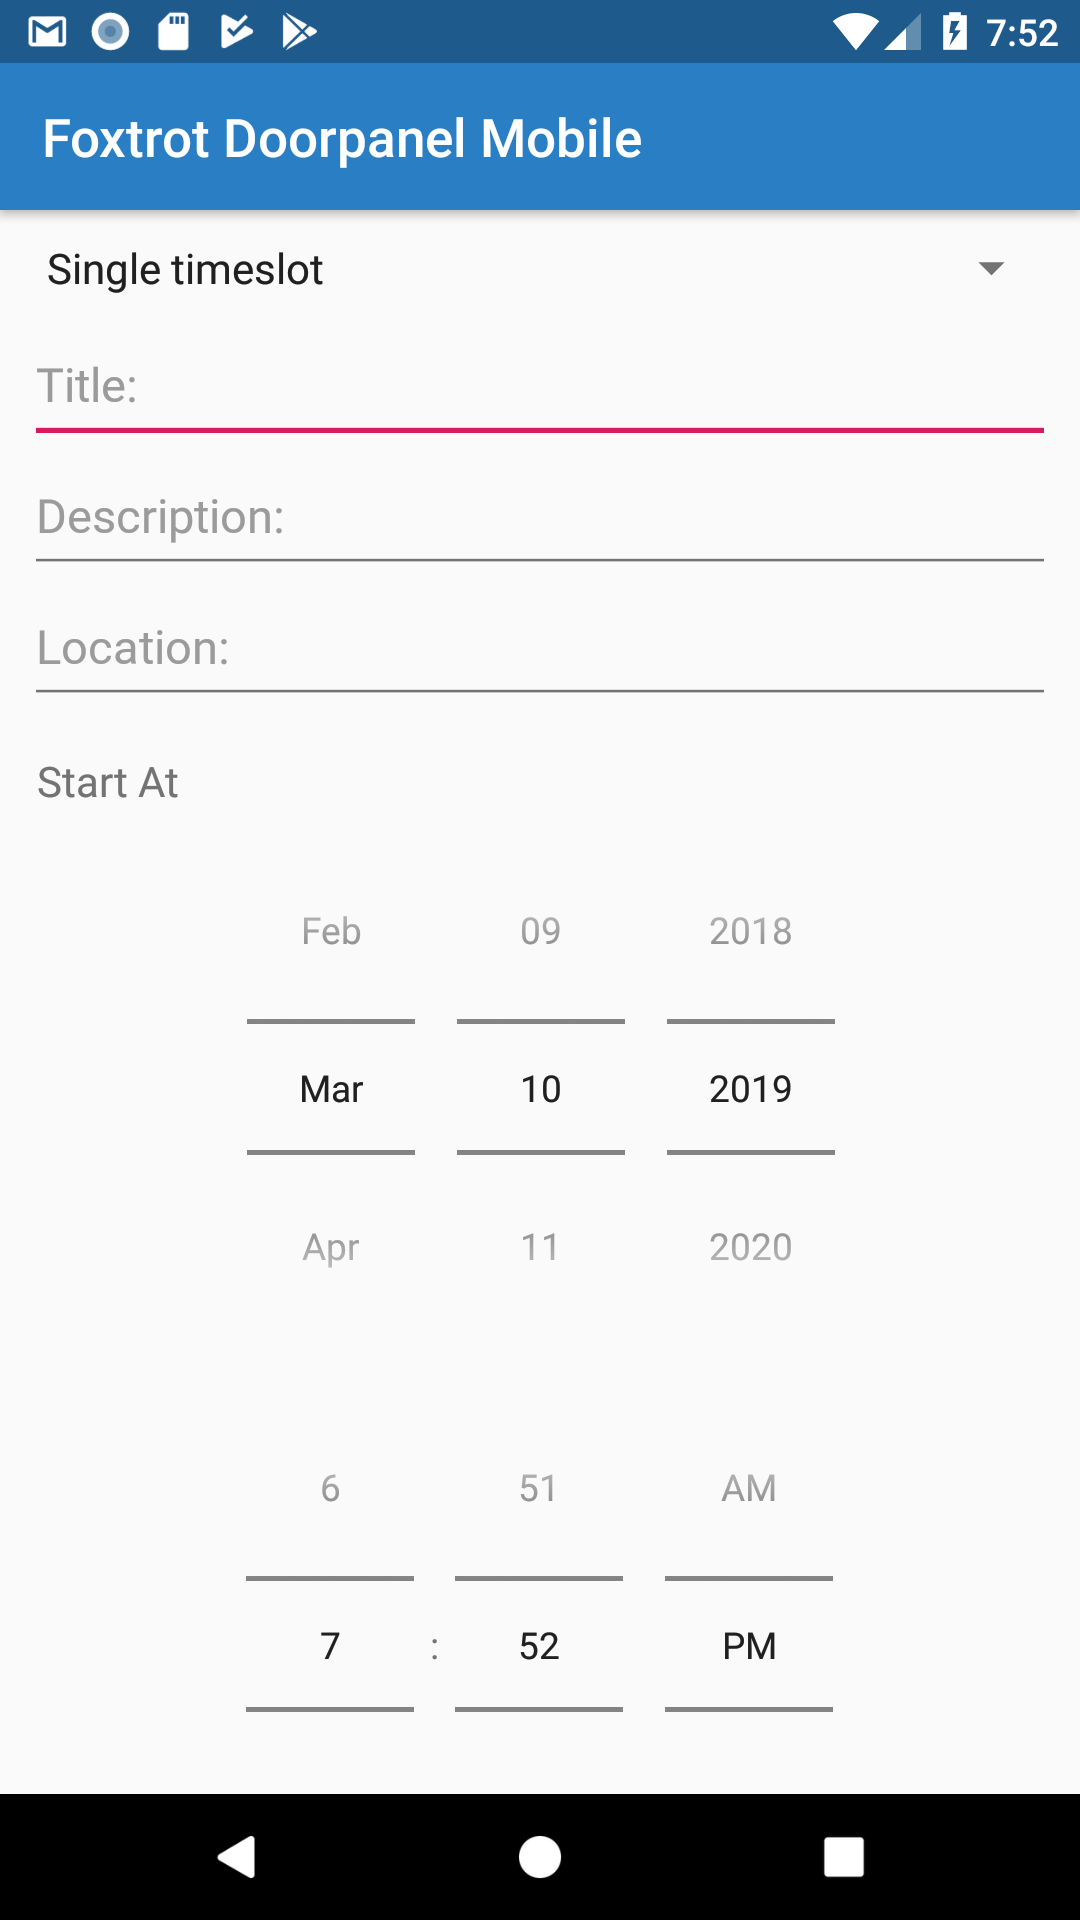 7:52
Foxtrot Doorpanel Mobile
Single timeslot
Title:
Description:
Location:
Start At
Feb 09 2018
Mar 10 2019
Apr 11 2020
6 51 AM
7 : 52 PM